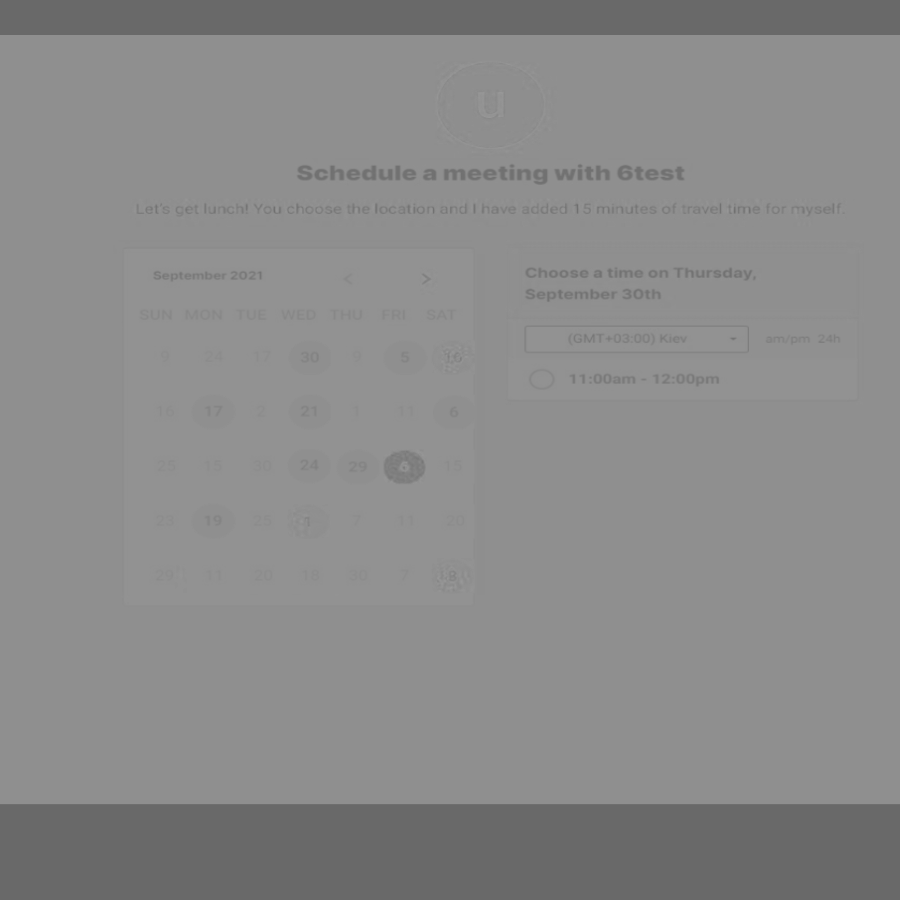 u
Schedule a meeting with 6test
Let's get lunch! You choose the location and I have added 15 minutes of travel time for myself.
September 2021 < >
SUN MON TUE WED THU FRI SAT
9 24 17 30 9 5 10
16 17 2 21 1 11 6
25 15 30 24 29 6 15
23 19 25 7 11 20
29 11 20 18 30 7 8
Choose a time on Thursday,
September 30th
(GMT+03:00) Kiev am/pm 24h
11:00am - 12:00pm